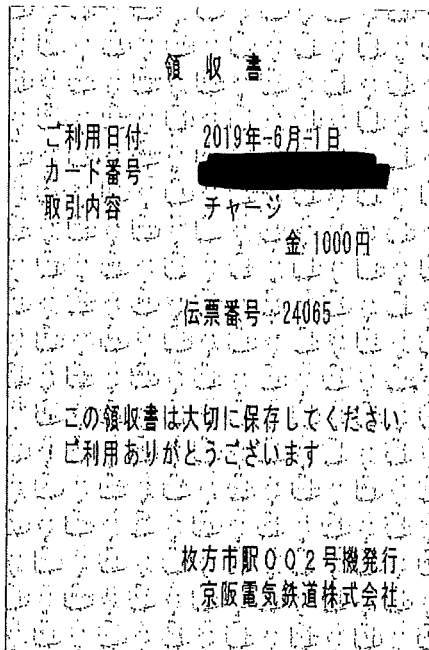 領収書
ご利用日付 2019年-6月-1日
カード番号
取引内容 チャージ
金 1000円
伝票番号 24065
この領収書は大切に保存してください
ご利用ありがとうございます
枚方市駅002号機発行
京阪電気鉄道株式会社